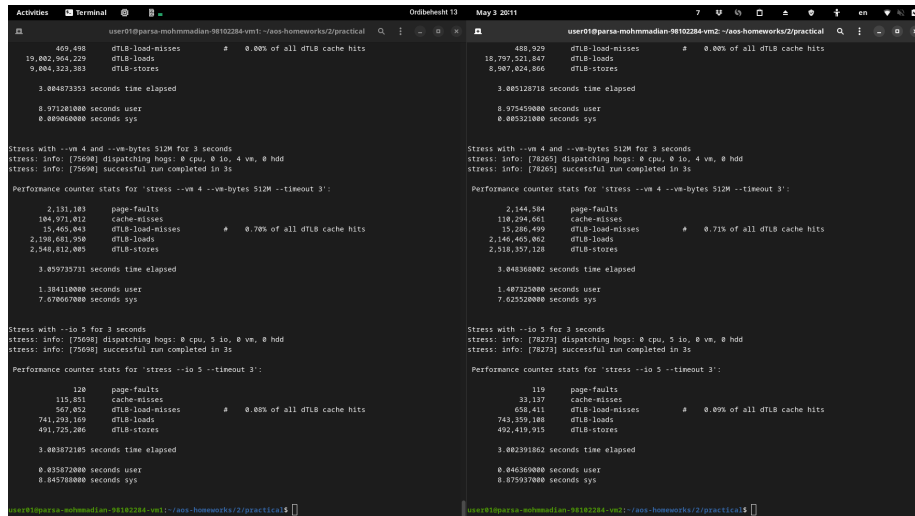 Activities Terminal Ordibehesht 13 May 3 20:11 7 en
user01@parsa-mohmmadian-98102284-vm1: ~/aos-homeworks/2/practical
469,498 dTLB-load-misses # 0.00% of all dTLB cache hits
19,002,964,229 dTLB-loads
9,004,323,383 dTLB-stores
3.004873353 seconds time elapsed
8.971201000 seconds user
0.009060000 seconds sys
Stress with --vm 4 and --vm-bytes 512M for 3 seconds
stress: info: [75690] dispatching hogs: 0 cpu, 0 io, 4 vm, 0 hdd
stress: info: [75690] successful run completed in 3s
Performance counter stats for 'stress --vm 4 --vm-bytes 512M --timeout 3':
2,131,103 page-faults
104,971,012 cache-misses
15,465,043 dTLB-load-misses # 0.70% of all dTLB cache hits
2,198,681,950 dTLB-loads
2,548,812,005 dTLB-stores
3.059735731 seconds time elapsed
1.384110000 seconds user
7.670667000 seconds sys
Stress with --io 5 for 3 seconds
stress: info: [75698] dispatching hogs: 0 cpu, 5 io, 0 vm, 0 hdd
stress: info: [75698] successful run completed in 3s
Performance counter stats for 'stress --io 5 --timeout 3':
120 page-faults
115,851 cache-misses
567,052 dTLB-load-misses # 0.08% of all dTLB cache hits
741,293,169 dTLB-loads
491,725,206 dTLB-stores
3.003872105 seconds time elapsed
0.035872000 seconds user
8.845788000 seconds sys
user01@parsa-mohmmadian-98102284-vm1:~/aos-homeworks/2/practical$
user01@parsa-mohmmadian-98102284-vm2: ~/aos-homeworks/2/practical
488,929 dTLB-load-misses # 0.00% of all dTLB cache hits
18,797,521,847 dTLB-loads
8,907,024,866 dTLB-stores
3.005128718 seconds time elapsed
8.975459000 seconds user
0.005321000 seconds sys
Stress with --vm 4 and --vm-bytes 512M for 3 seconds
stress: info: [78265] dispatching hogs: 0 cpu, 0 io, 4 vm, 0 hdd
stress: info: [78265] successful run completed in 3s
Performance counter stats for 'stress --vm 4 --vm-bytes 512M --timeout 3':
2,144,584 page-faults
110,294,661 cache-misses
15,286,499 dTLB-load-misses # 0.71% of all dTLB cache hits
2,146,465,062 dTLB-loads
2,518,357,128 dTLB-stores
3.048368002 seconds time elapsed
1.407325000 seconds user
7.625520000 seconds sys
Stress with --io 5 for 3 seconds
stress: info: [78273] dispatching hogs: 0 cpu, 5 io, 0 vm, 0 hdd
stress: info: [78273] successful run completed in 3s
Performance counter stats for 'stress --io 5 --timeout 3':
119 page-faults
33,137 cache-misses
658,411 dTLB-load-misses # 0.09% of all dTLB cache hits
743,359,108 dTLB-loads
492,419,915 dTLB-stores
3.002391862 seconds time elapsed
0.046369000 seconds user
8.875937000 seconds sys
user01@parsa-mohmmadian-98102284-vm2:~/aos-homeworks/2/practical$